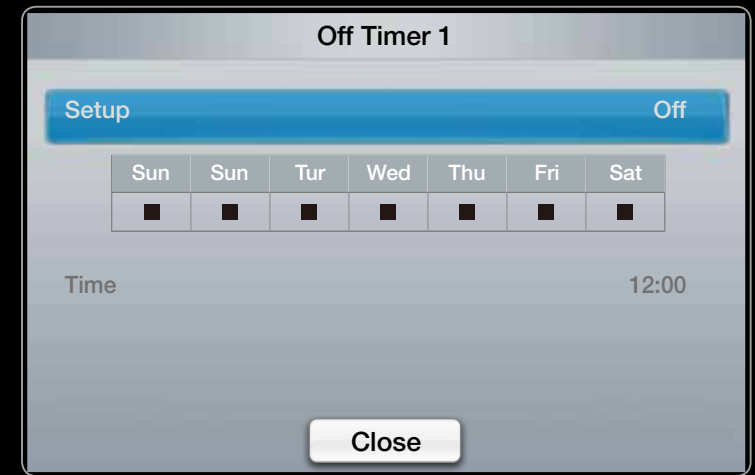 Off Timer 1
Setup Off
Sun Sun Tur Wed Thu Fri Sat
Time 12:00
Close